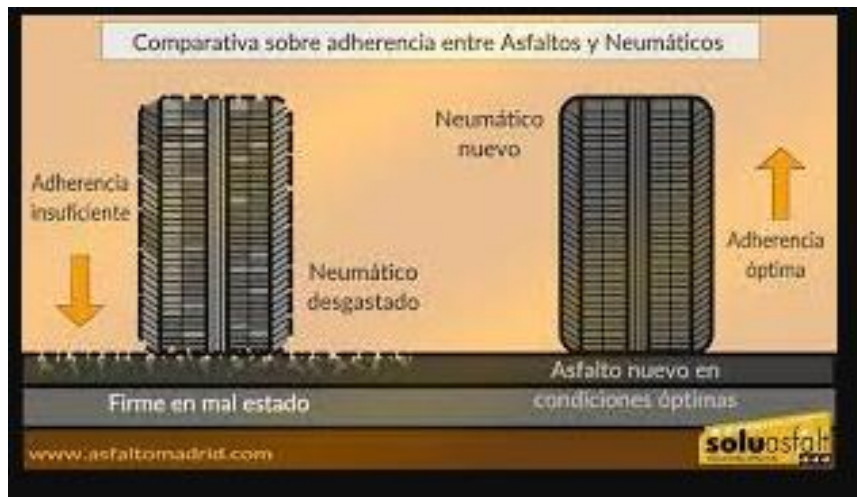 Comparativa sobre adherencia entre Asfaltos y Neumáticos
Adherencia
insuficiente
Neumático
desgastado
Neumático
nuevo
Adherencia
óptima
Firme en mal estado
Asfalto nuevo en
condiciones óptimas
www.asfaltomadrid.com
soluasfalt